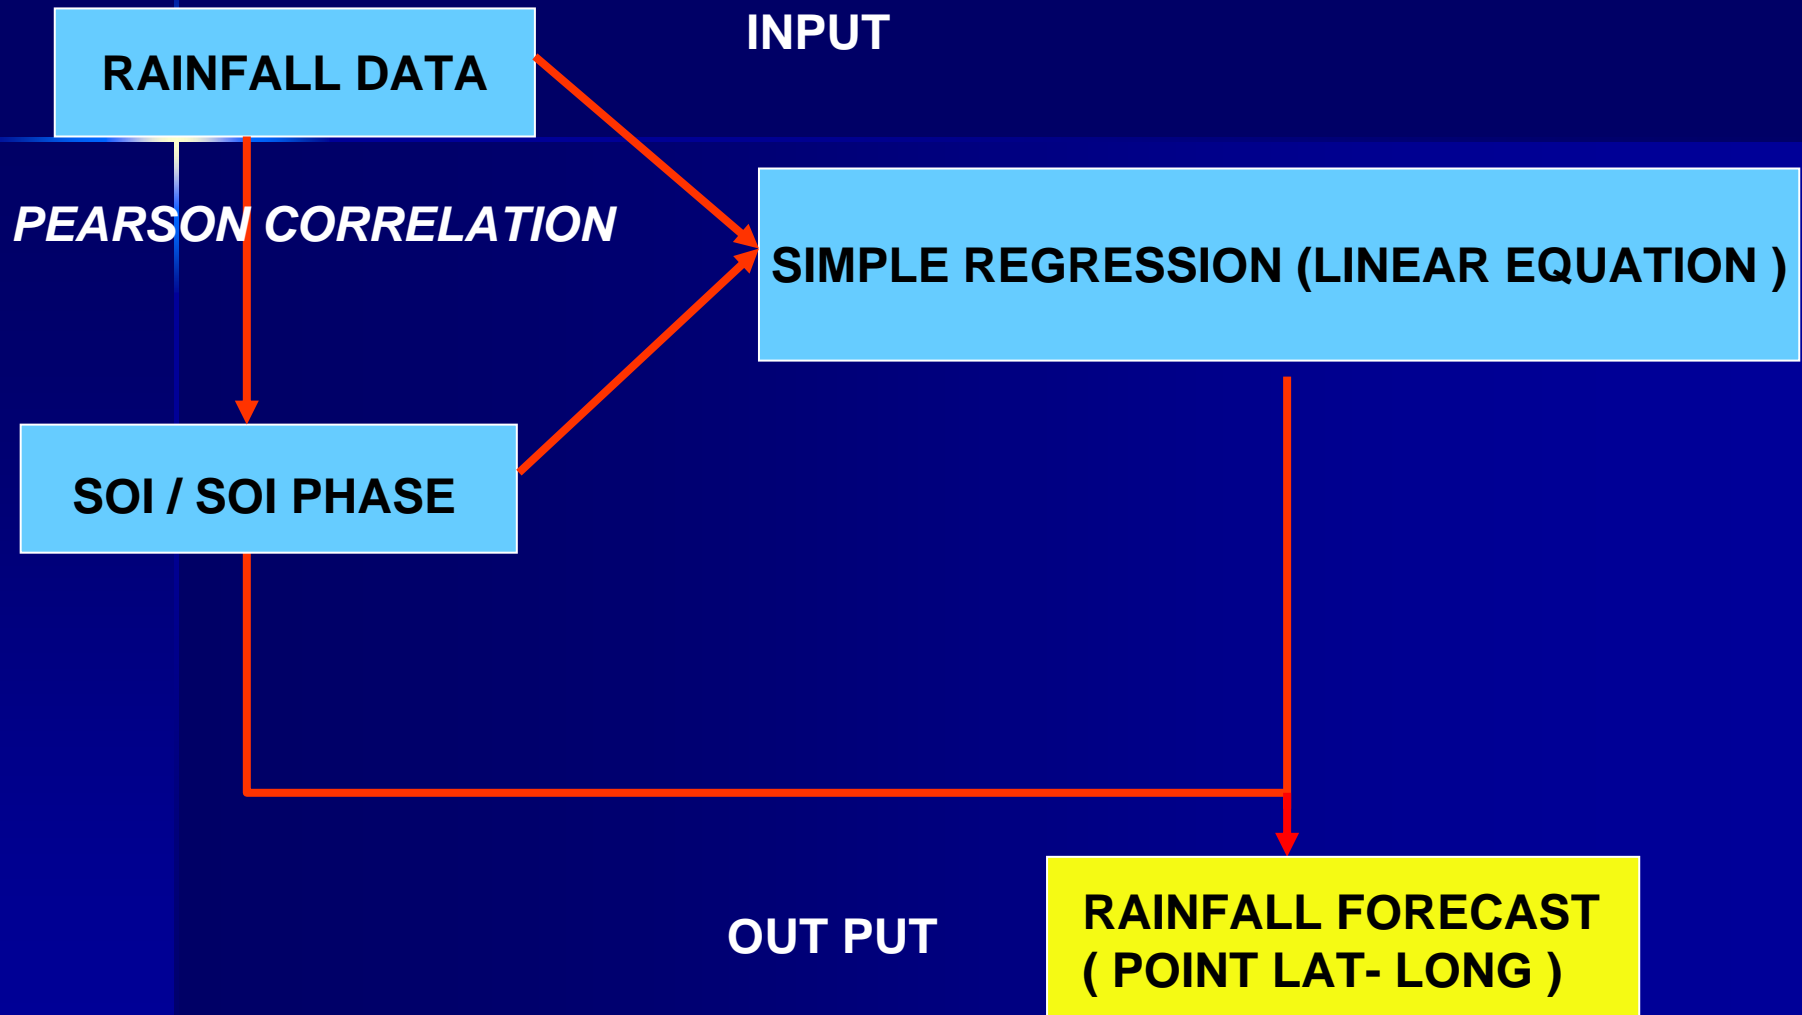 INPUT
RAINFALL DATA
PEARSON CORRELATION
SIMPLE REGRESSION (LINEAR EQUATION )
SOI / SOI PHASE
OUT PUT
RAINFALL FORECAST
( POINT LAT- LONG )